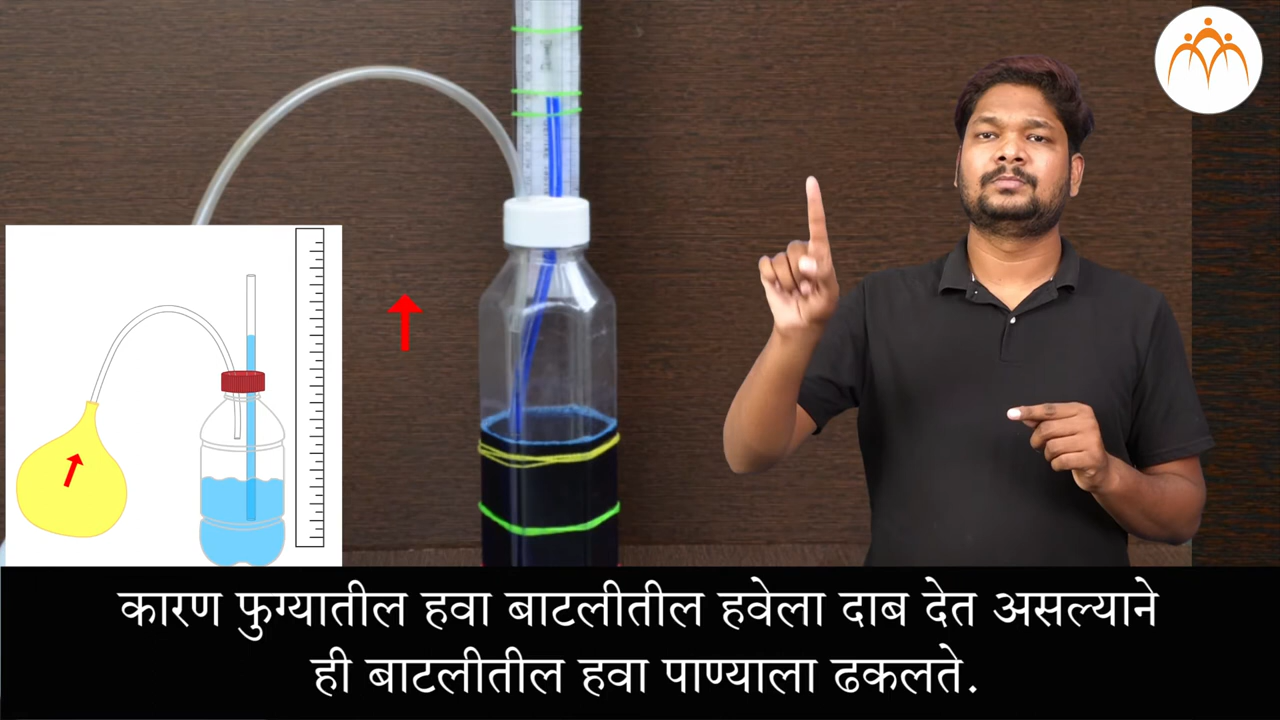 कारण फुग्यातील हवा बाटलीतील हवेला दाब देत असल्याने
ही बाटलीतील हवा पाण्याला ढकलते.